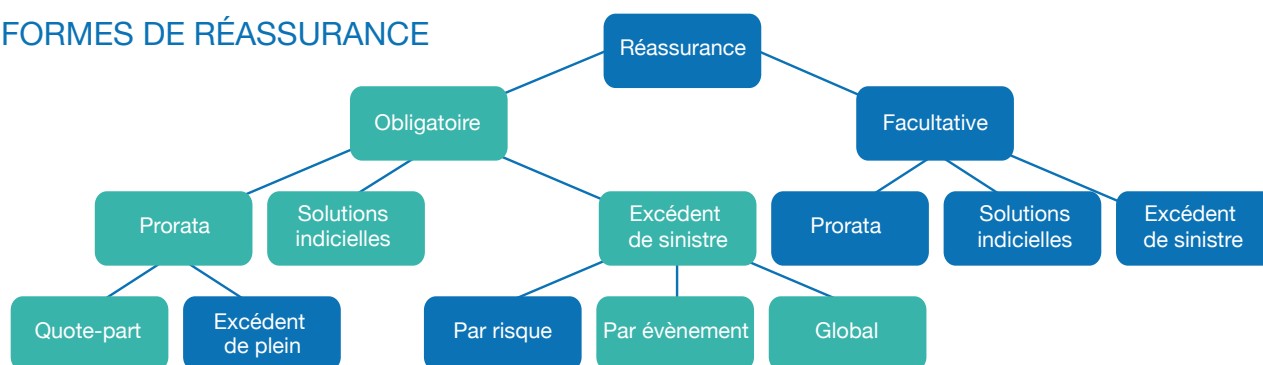 FORMES DE RÉASSURANCE
Réassurance
Obligatoire
Facultative
Prorata
Solutions
indicielles
Excédent
de sinistre
Prorata
Solutions
indicielles
Excédent
de sinistre
Quote-part
Excédent
de plein
Par risque
Par évènement
Global